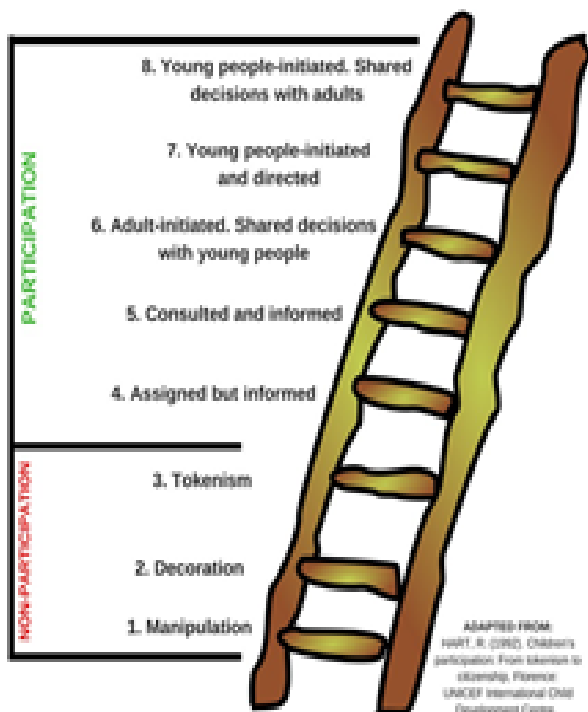 PARTICIPATION
8. Young people-initiated. Shared
decisions with adults
7. Young people-initiated
and directed
6. Adult-initiated. Shared decisions
with young people
5. Consulted and informed
4. Assigned but informed
NON-PARTICIPATION
3. Tokenism
2. Decoration
1. Manipulation
ADAPTED FROM:
HART, R. (1992). Children's
participation: From tokenism to
citizenship. Florence:
UNICEF International Child
Development Centre.